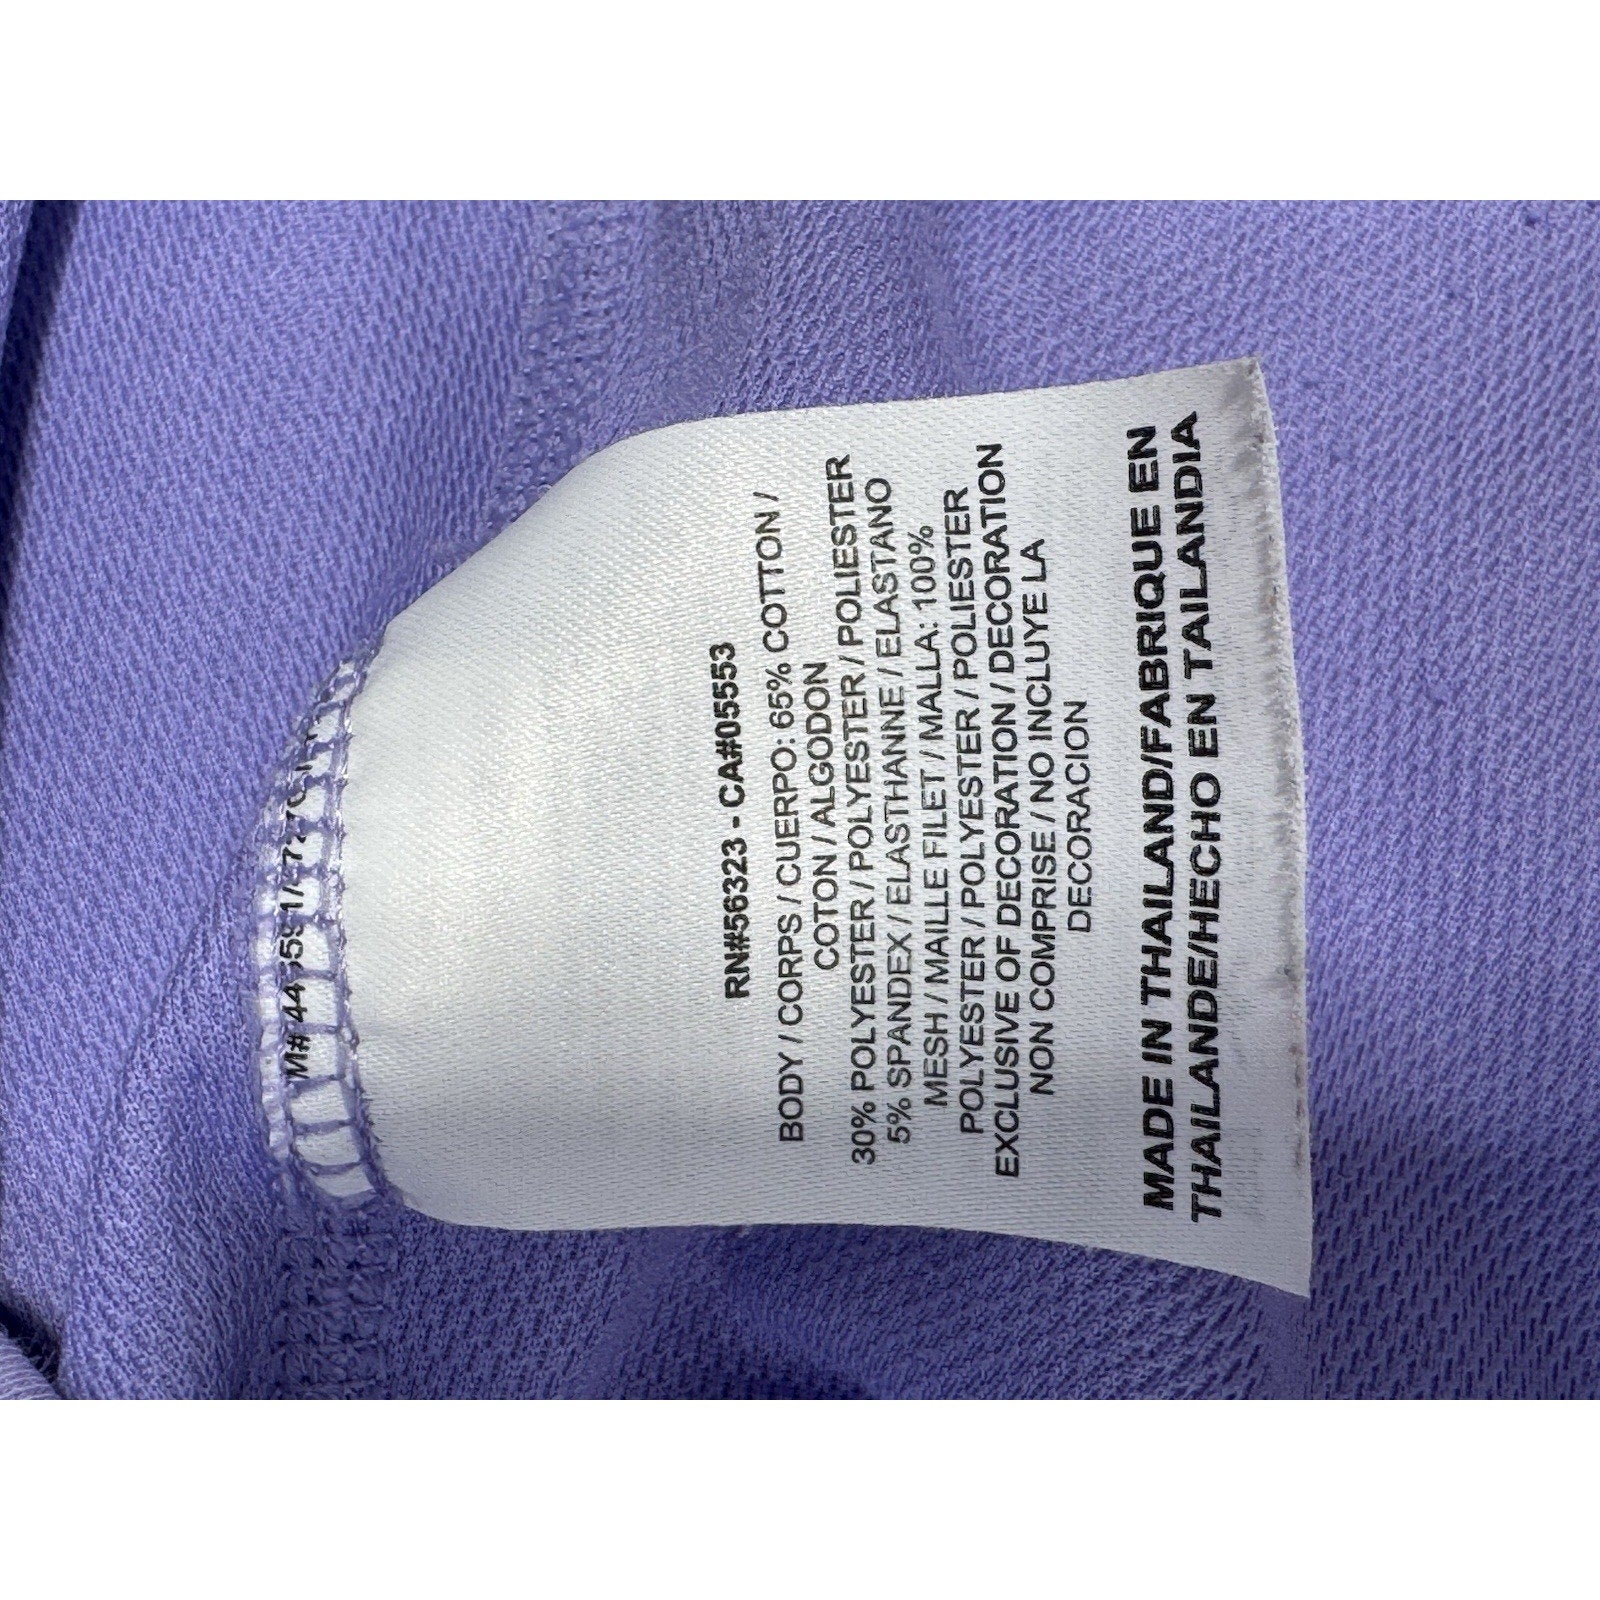 RN#56323 - CA#05553
BODY / CORPS / CUERPO: 65% COTTON /
COTON / ALGODON
30% POLYESTER / POLYESTER / POLIESTER
5% SPANDEX / ELASTHANNE / ELASTANO
MESH / MAILLE FILET / MALLA: 100%
POLYESTER / POLYESTER / POLIESTER
EXCLUSIVE OF DECORATION / DECORATION
NON COMPRISE / NO INCLUYE LA
DECORACION
MADE IN THAILAND/FABRIQUE EN
THAILANDE/HECHO EN TAILANDIA